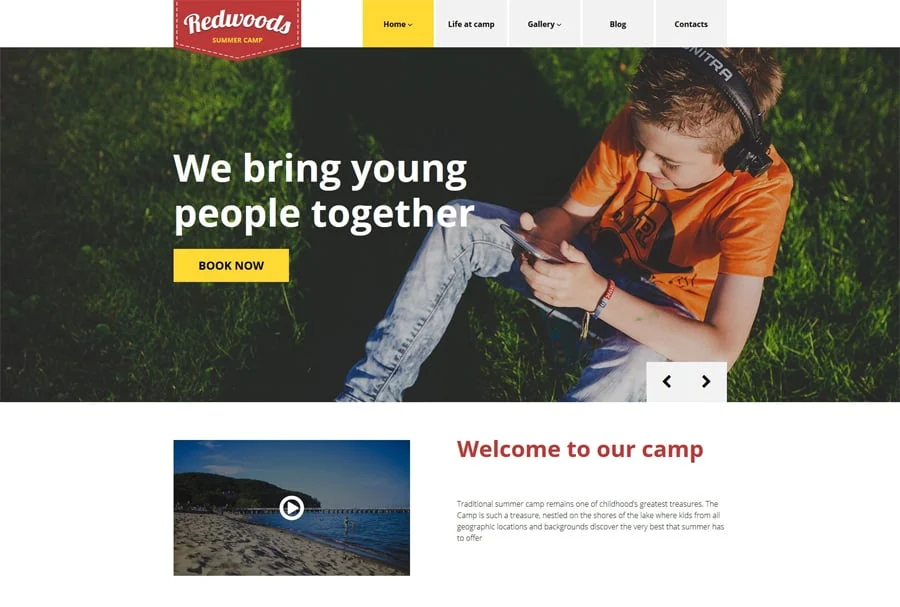 Redwoods
SUMMER CAMP
Home
Life at camp
Gallery
Blog
Contacts
We bring young
people together
BOOK NOW
Welcome to our camp
Traditional summer camp remains one of childhood's greatest treasures. The
Camp is such a treasure, nestled on the shores of the lake where kids from all
geographic locations and backgrounds discover the very best that summer has
to offer